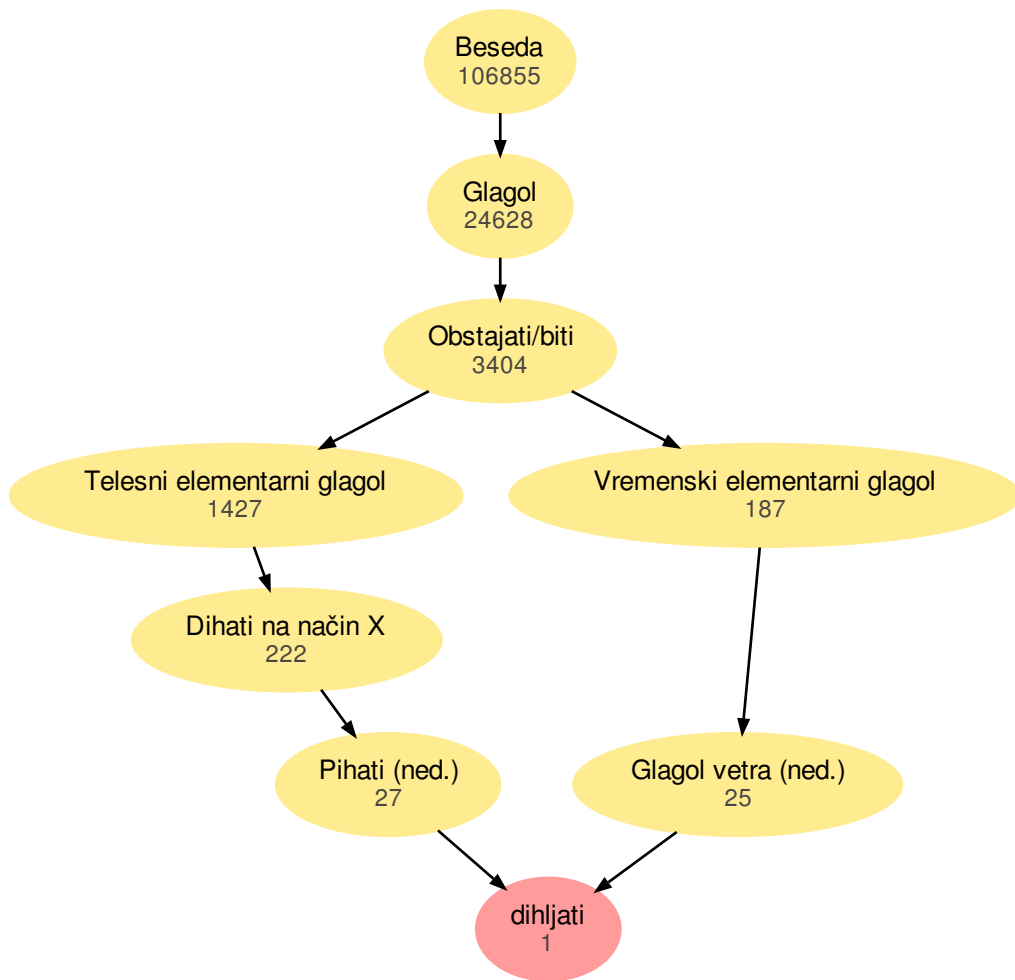 Beseda
106855
Glagol
24628
Obstajati/biti
3404
Telesni elementarni glagol
1427
Vremenski elementarni glagol
187
Dihati na način X
222
Pihati (ned.)
27
Glagol vetra (ned.)
25
dihljati
1